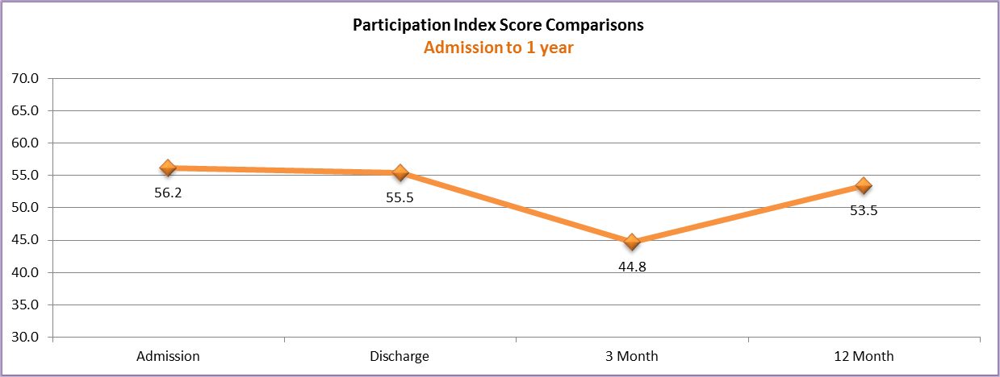 Participation Index Score Comparisons
Admission to 1 year
70.0
65.0
60.0
55.0
50.0
45.0
40.0
35.0
30.0
56.2
55.5
44.8
53.5
Admission
Discharge
3 Month
12 Month